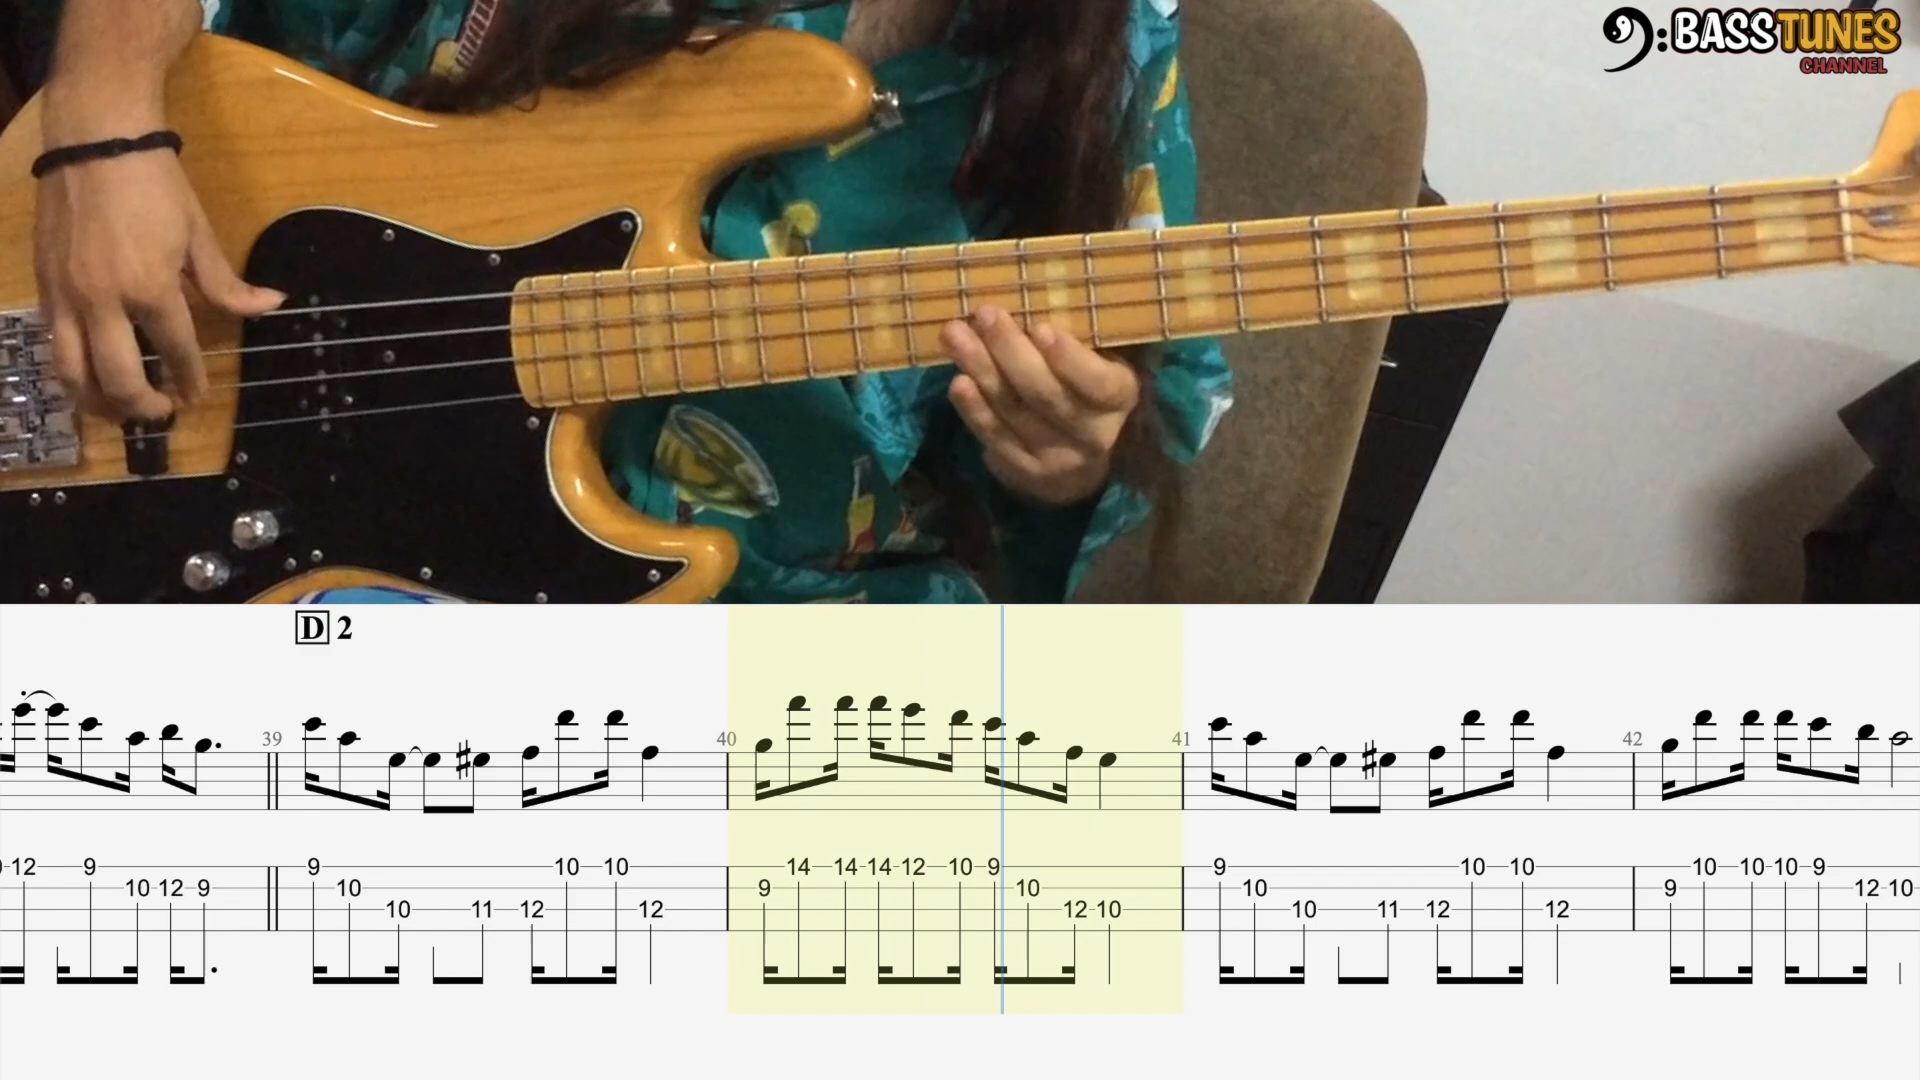 BASSTUNES
CHANNEL
D 2
39 40 41 42
12 9 9 10 10 14 14 14 12 10 9 9 10 10 10 10 10 9
10 12 9 10 9 10 9 12 10
10 11 12 12 12 10 10 11 12 12